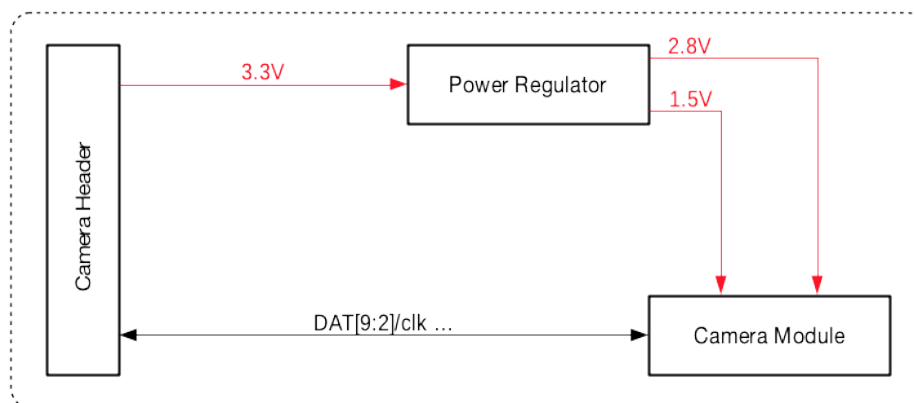 3.3V
Power Regulator
2.8V
1.5V
Camera Header
DAT[9:2]/clk ...
Camera Module